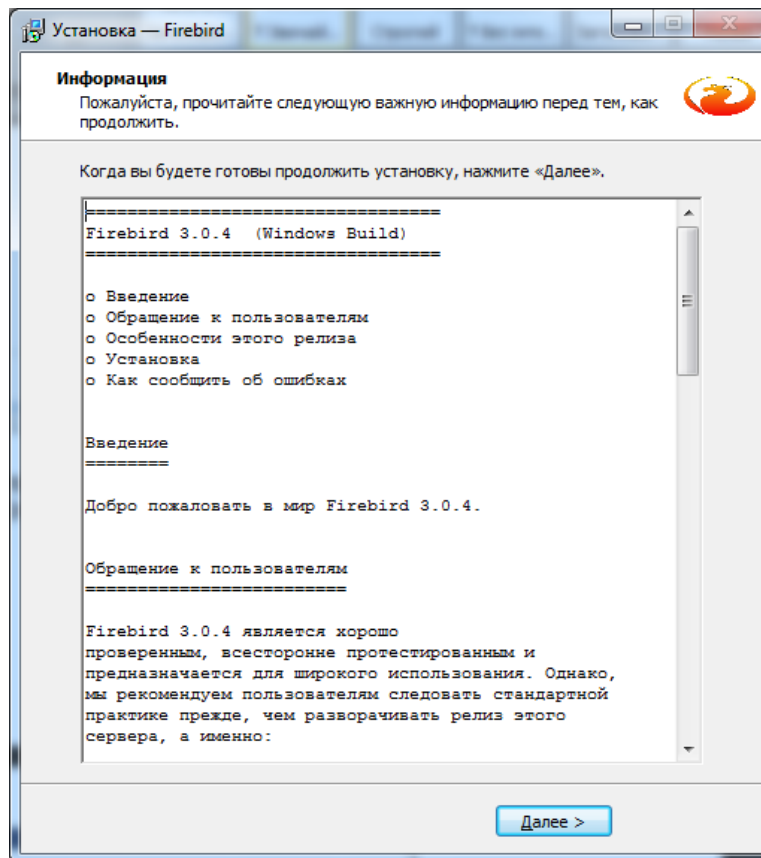 Установка — Firebird
Информация
Пожалуйста, прочитайте следующую важную информацию перед тем, как
продолжить.
Когда вы будете готовы продолжить установку, нажмите «Далее».
==================================
Firebird 3.0.4  (Windows Build)
==================================
o Введение
o Обращение к пользователям
o Особенности этого релиза
o Установка
o Как сообщить об ошибках
Введение
========
Добро пожаловать в мир Firebird 3.0.4.
Обращение к пользователям
=========================
Firebird 3.0.4 является хорошо
проверенным, всесторонне протестированным и
предназначается для широкого использования. Однако,
мы рекомендуем пользователям следовать стандартной
практике прежде, чем разворачивать релиз этого
сервера, а именно:
Далее >